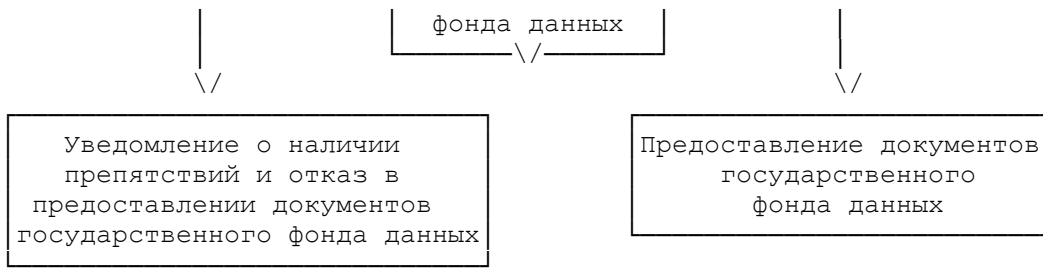 фонда данных
Уведомление о наличии
препятствий и отказ в
предоставлении документов
государственного фонда данных
Предоставление документов
государственного
фонда данных